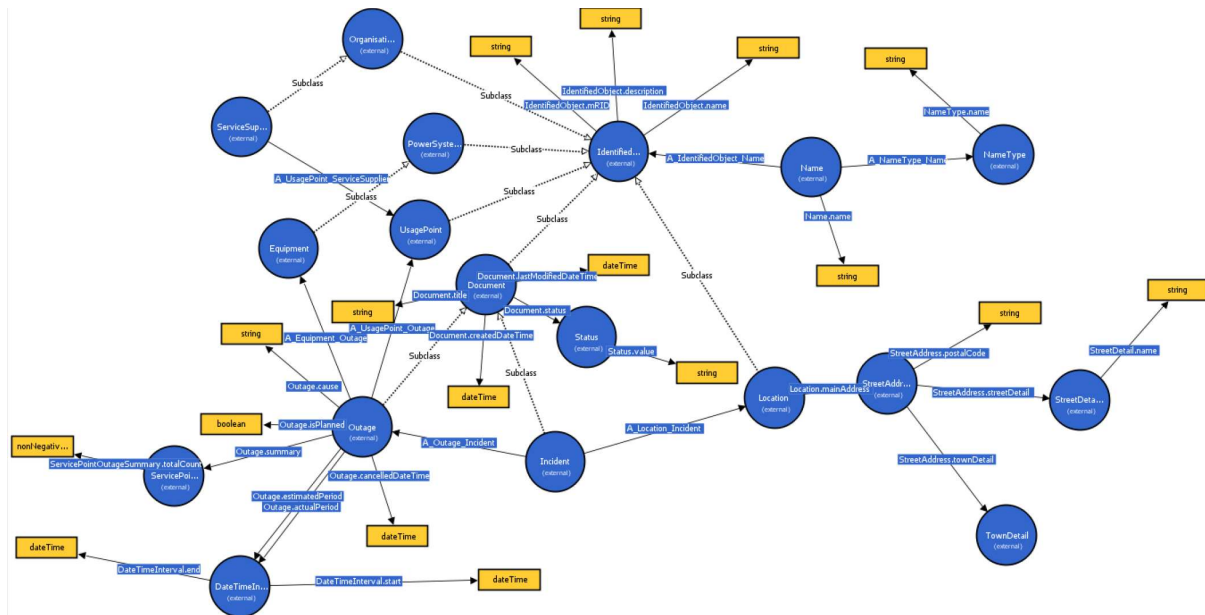 string
string
Organisati...
(external)
string
string
Subclass
IdentifiedObject.description
IdentifiedObject.mRID
IdentifiedObject.name
Subclass
NameType.name
ServiceSup...
(external)
PowerSyste...
(external)
Subclass
Identified...
(external)
A_IdentifiedObject_Name
Name
(external)
A_NameType_Name
NameType
(external)
A_UsagePoint_ServiceSupplie
Subclass
Subclass
Name.name
Equipment
(external)
UsagePoint
(external)
Subclass
Subclass
string
dateTime
Document.lastModifiedDateTime
Document
(external)
Document.title
string
Document.status
string
string
string
A_UsagePoint_Outage
A_Equipment_Outage
Document.createdDateTime
Status
(external)
Status.value
Subclass
Subclass
string
StreetAddress.postalCode
StreetDetail.name
Outage.cause
dateTime
Location
(external)
Location.mainAddress
StreetAddr...
(external)
StreetAddress.streetDetail
StreetDeta...
(external)
boolean
Outage.isPlanned
Outage
(external)
A_Outage_Incident
A_Location_Incident
nonNegativ...
ServicePointOutageSummary.totalCount
ServicePoi...
(external)
Outage.summary
Incident
(external)
StreetAddress.townDetail
Outage.cancelledDateTime
Outage.estimatedPeriod
Outage.actualPeriod
dateTime
TownDetail
(external)
dateTime
DateTimeInterval.end
DateTimeIn...
(external)
DateTimeInterval.start
dateTime